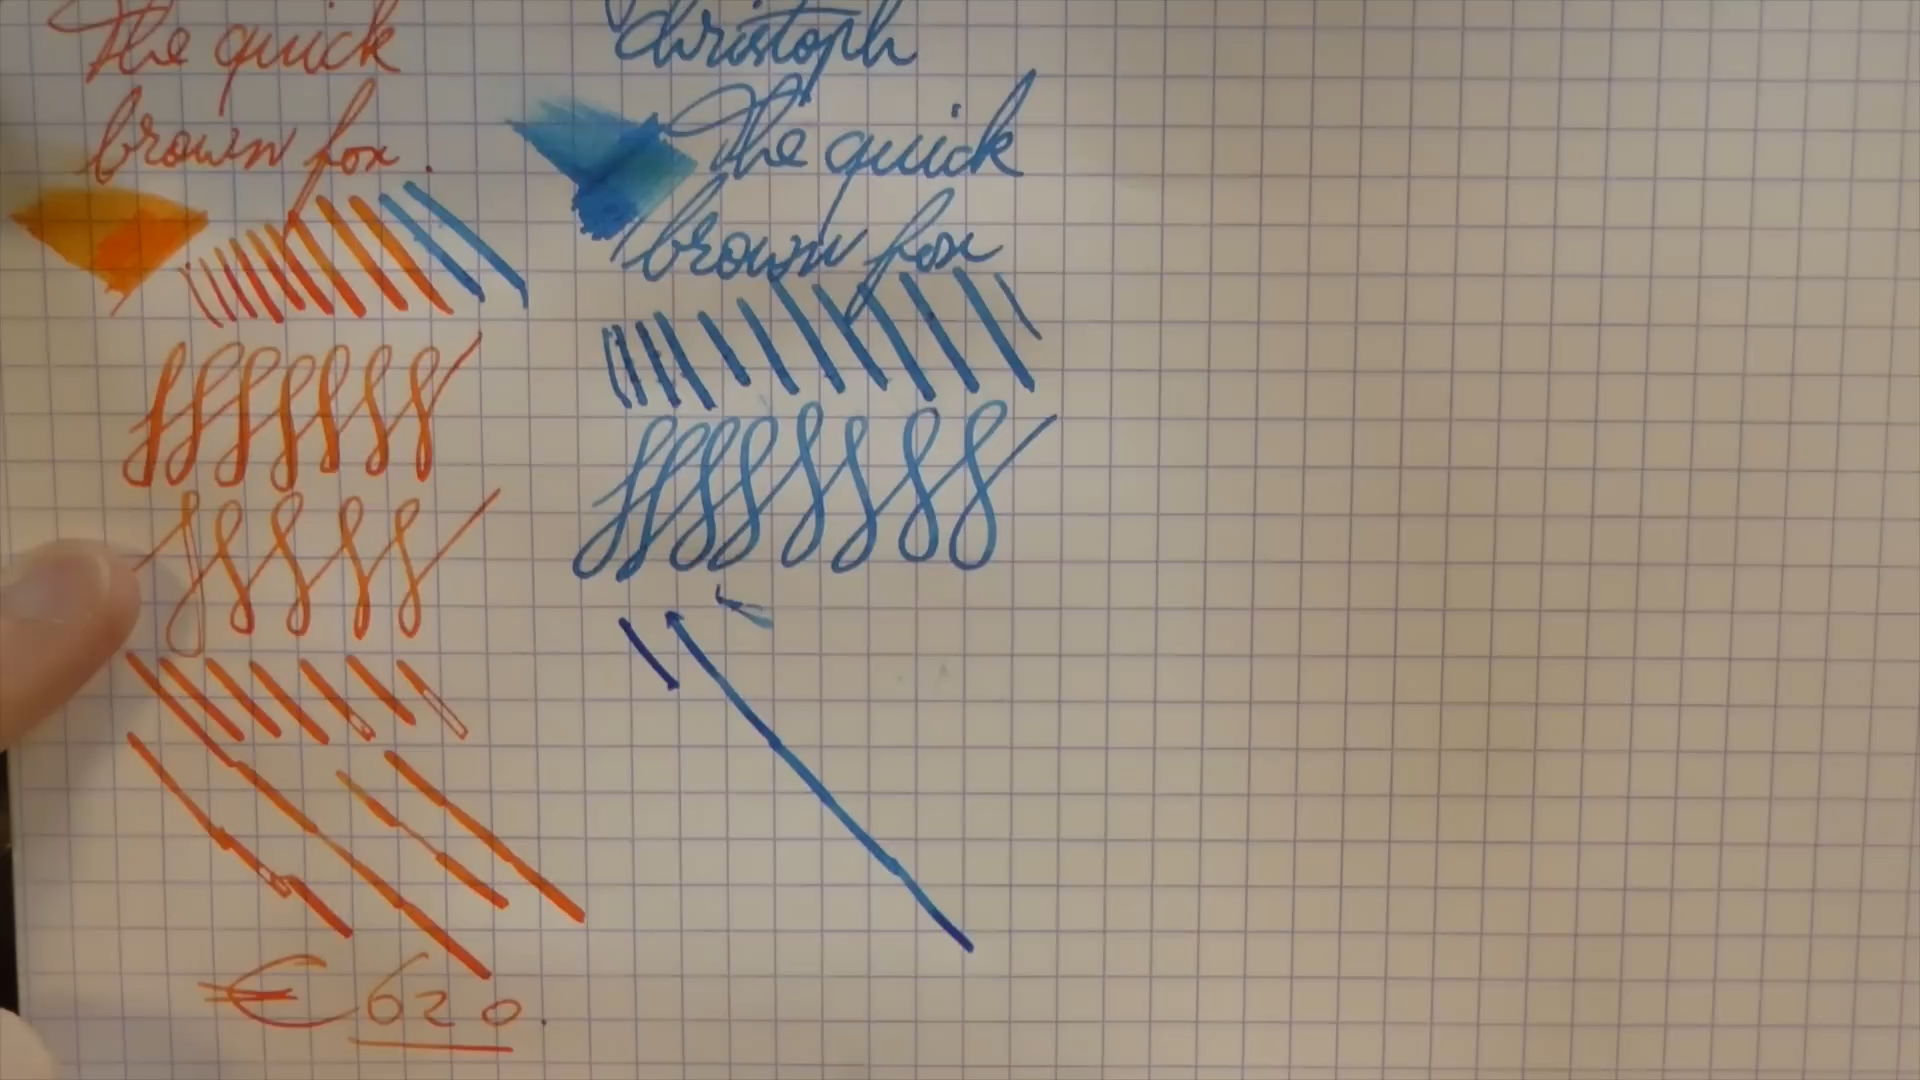 The quick
brown fox.
€ 620.
Christoph
The quick
brown fox